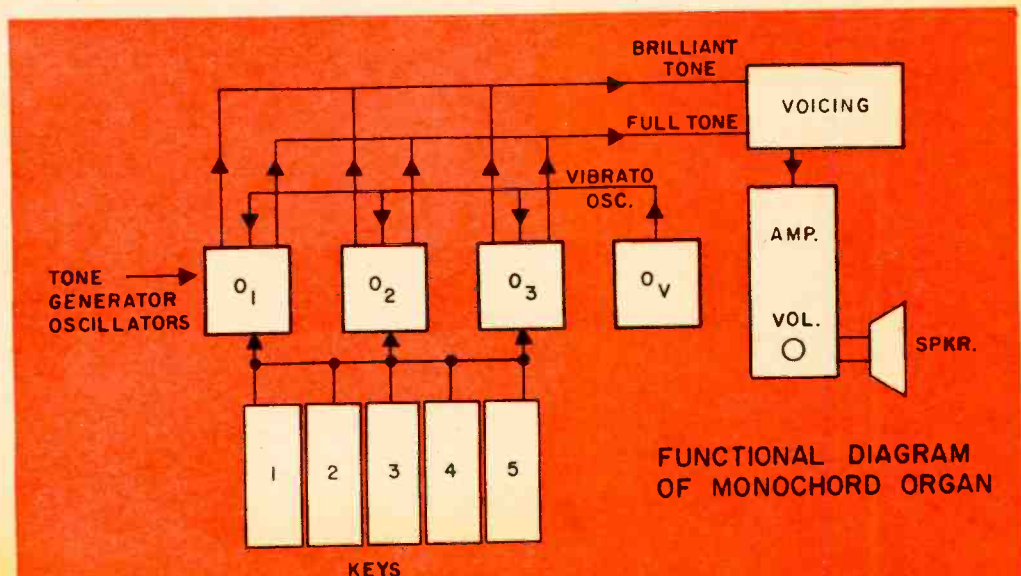 BRILLIANT
TONE
VOICING
FULL TONE
VIBRATO
OSC.
AMP.
TONE
GENERATOR
OSCILLATORS
O1
O2
O3
OV
VOL.
SPKR.
1
2
3
4
5
FUNCTIONAL DIAGRAM
OF MONOCHORD ORGAN
KEYS